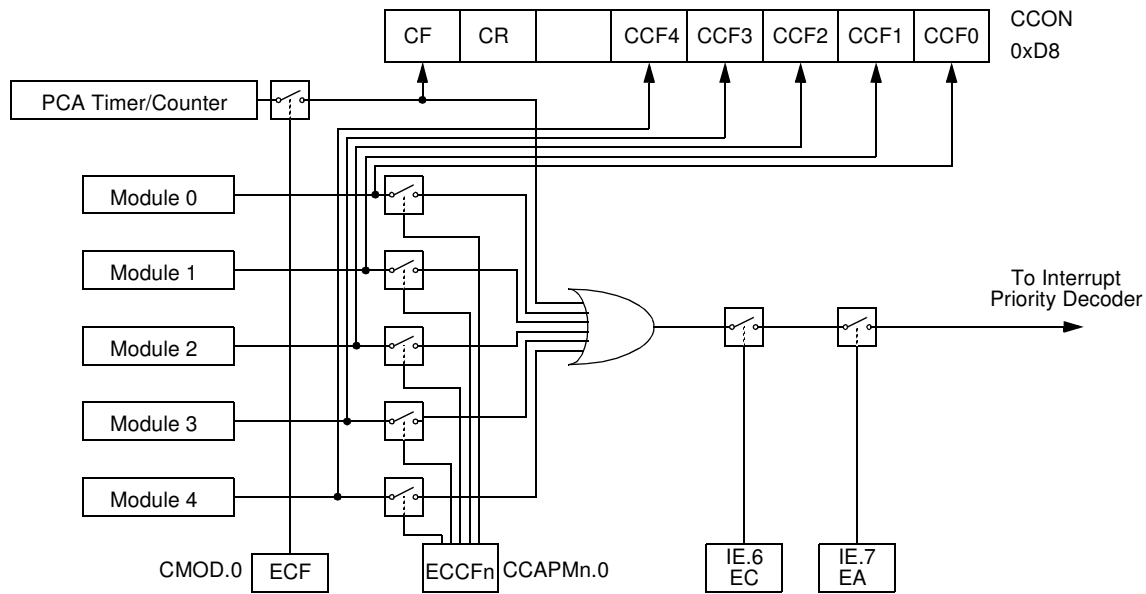 CF CR CCF4 CCF3 CCF2 CCF1 CCF0
CCON
0xD8
PCA Timer/Counter
Module 0
Module 1
Module 2
Module 3
Module 4
To Interrupt
Priority Decoder
CMOD.0 ECF
ECCFn CCAPMn.0
IE.6
EC
IE.7
EA